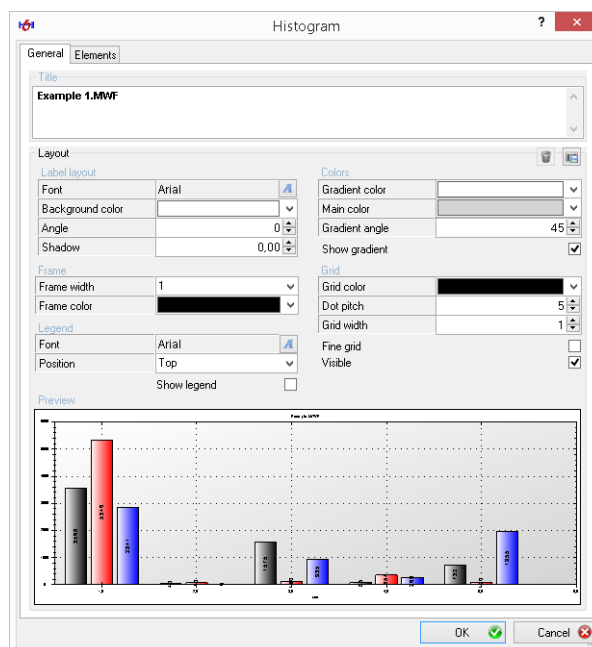 Histogram
?
General Elements
Title
Example 1.MWF
Layout
Label layout
Font Arial
Background color
Angle 0
Shadow 0,00
Frame
Frame width 1
Frame color
Legend
Font Arial
Position Top
Show legend
Colors
Gradient color
Main color
Gradient angle 45
Show gradient
Grid
Grid color
Dot pitch 5
Grid width 1
Fine grid
Visible
Preview
Example MWF
OK Cancel